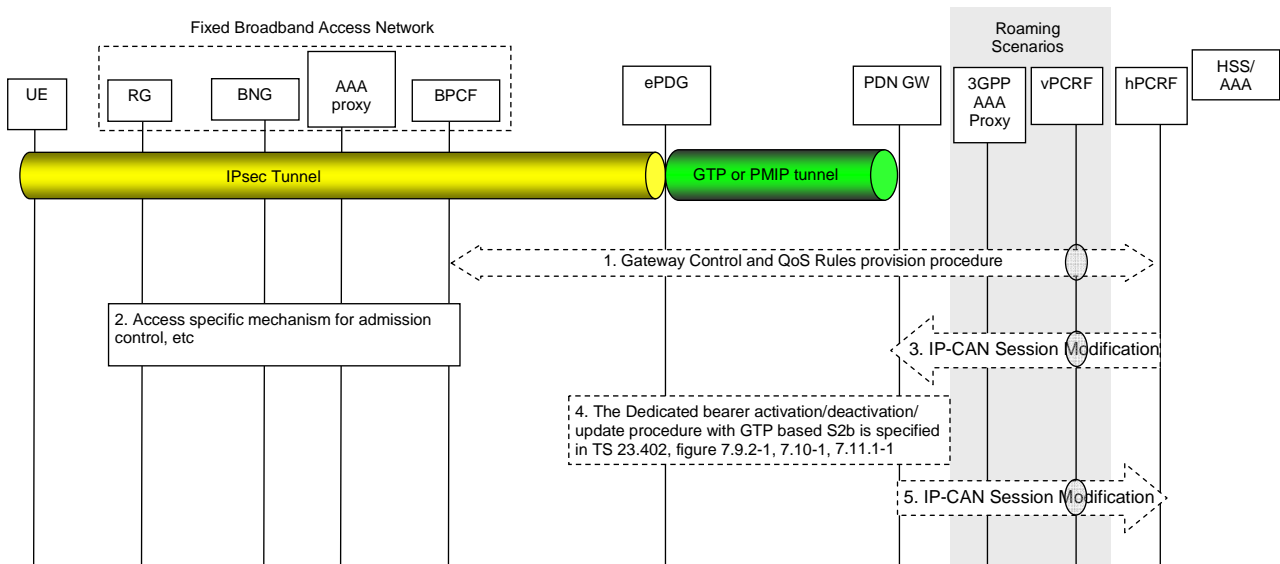 Fixed Broadband Access Network
Roaming
Scenarios
UE
RG
BNG
AAA
proxy
BPCF
ePDG
PDN GW
3GPP
AAA
Proxy
vPCRF
hPCRF
HSS/
AAA
IPsec Tunnel
GTP or PMIP tunnel
1. Gateway Control and QoS Rules provision procedure
2. Access specific mechanism for admission
control, etc
3. IP-CAN Session Modification
4. The Dedicated bearer activation/deactivation/
update procedure with GTP based S2b is specified
in TS 23.402, figure 7.9.2-1, 7.10-1, 7.11.1-1
5. IP-CAN Session Modification